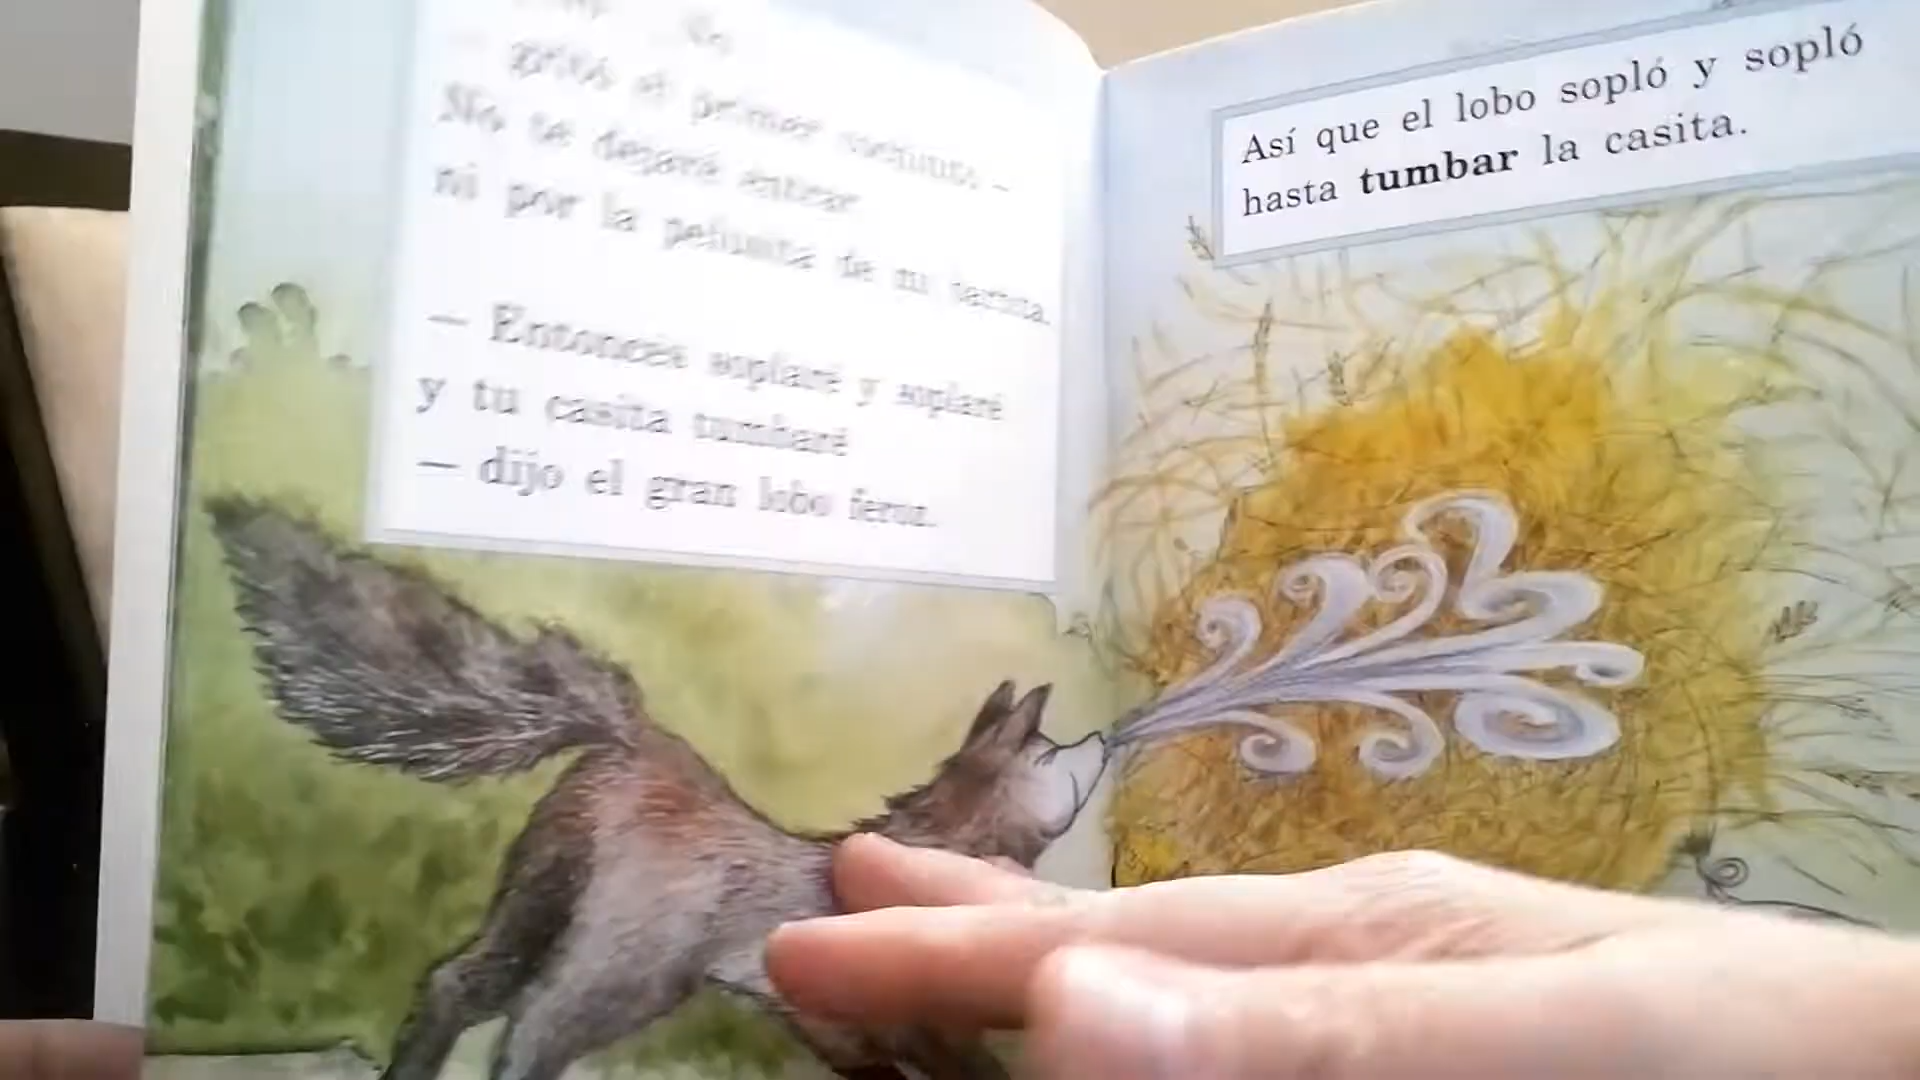 gritó el primer cochinito –
No te dejaré entrar
ni por la pelusita de mi barbita.
— Entonces soplaré y soplaré
y tu casita tumbaré
— dijo el gran lobo feroz.
Así que el lobo sopló y sopló
hasta tumbar la casita.